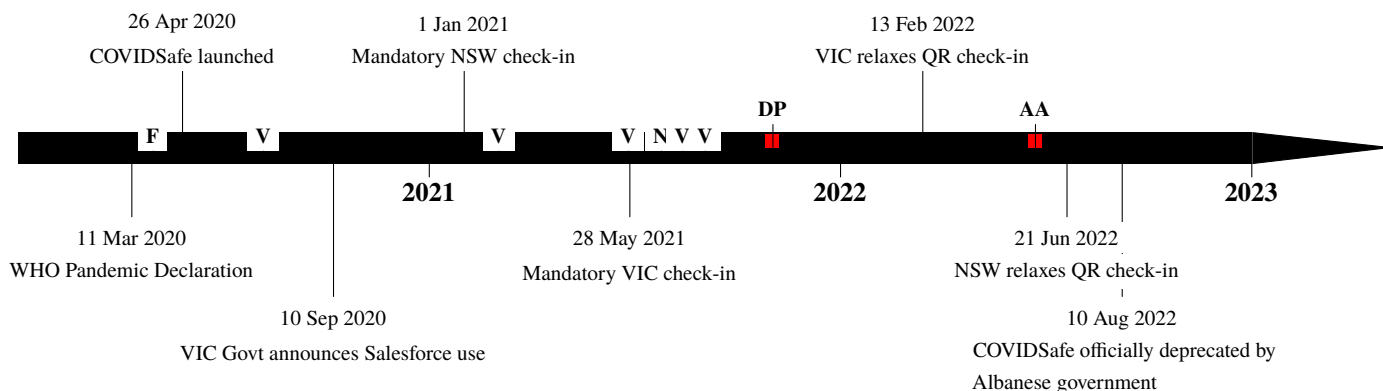 26 Apr 2020
COVIDSafe launched
1 Jan 2021
Mandatory NSW check-in
13 Feb 2022
VIC relaxes QR check-in
DP
AA
F
V
V
V
N
V
V
2021
2022
2023
11 Mar 2020
WHO Pandemic Declaration
28 May 2021
Mandatory VIC check-in
21 Jun 2022
NSW relaxes QR check-in
10 Sep 2020
VIC Govt announces Salesforce use
10 Aug 2022
COVIDSafe officially deprecated by
Albanese government